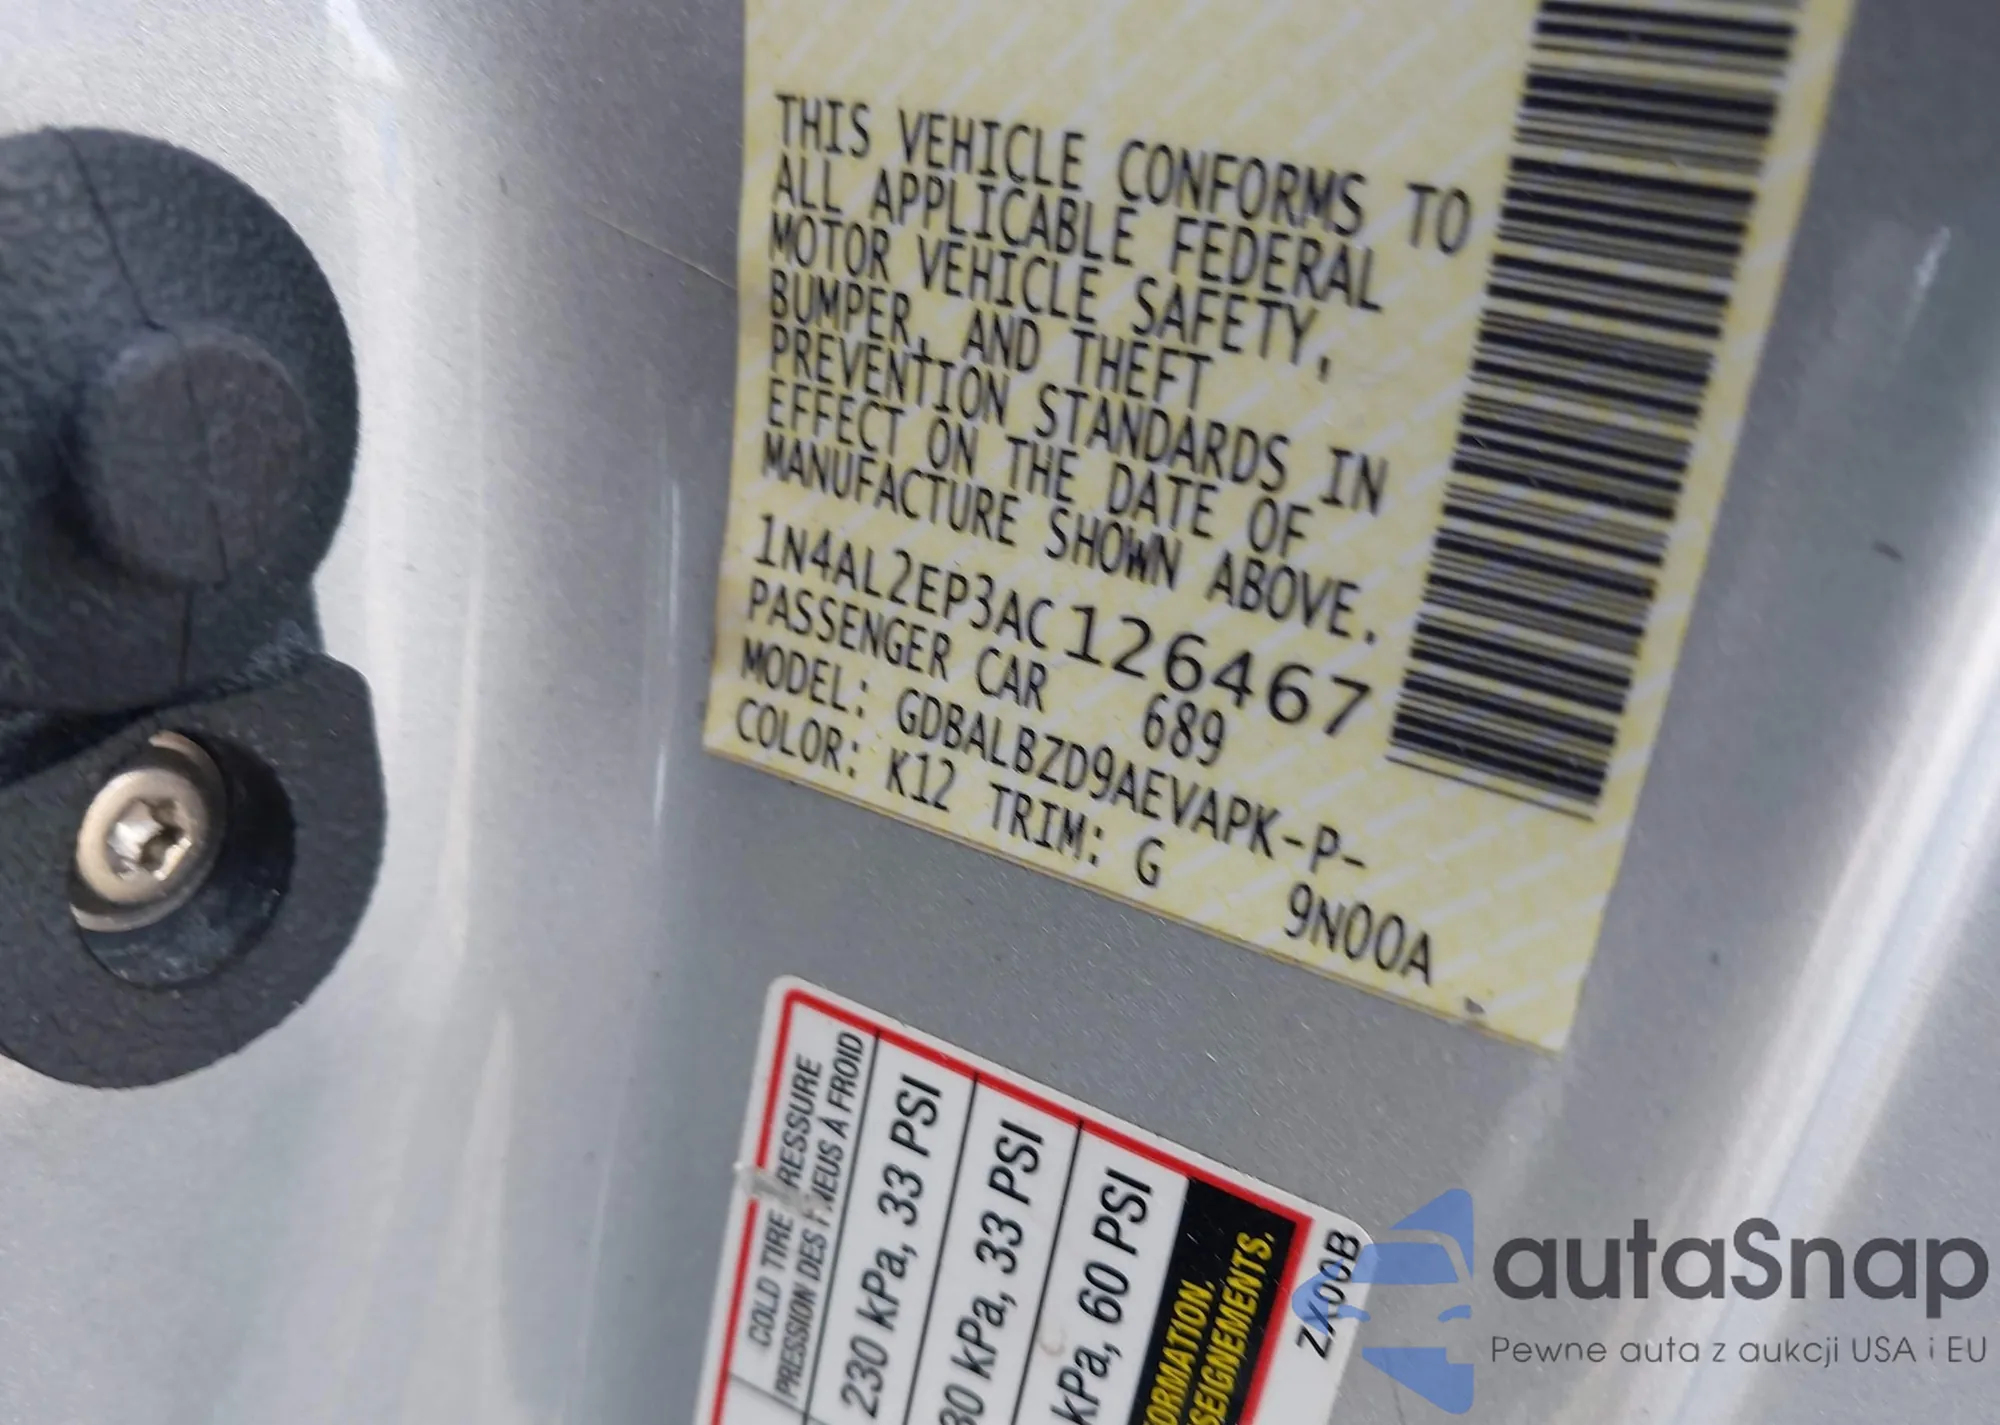 THIS VEHICLE CONFORMS TO
ALL APPLICABLE FEDERAL
MOTOR VEHICLE SAFETY,
BUMPER, AND THEFT
PREVENTION STANDARDS IN
EFFECT ON THE DATE OF
MANUFACTURE SHOWN ABOVE.
1N4AL2EP3AC126467
PASSENGER CAR 689
MODEL: GDBALBZD9AEVAPK-P-
COLOR: K12 TRIM: G
9N00A
COLD TIRE PRESSURE
PRESSION DES PNEUS À FROID
230 kPa, 33 PSI
30 kPa, 33 PSI
kPa, 60 PSI
ORMATION.
SEIGNEMENTS.
ZX00B
autaSnap
Pewne auta z aukcji USA i EU